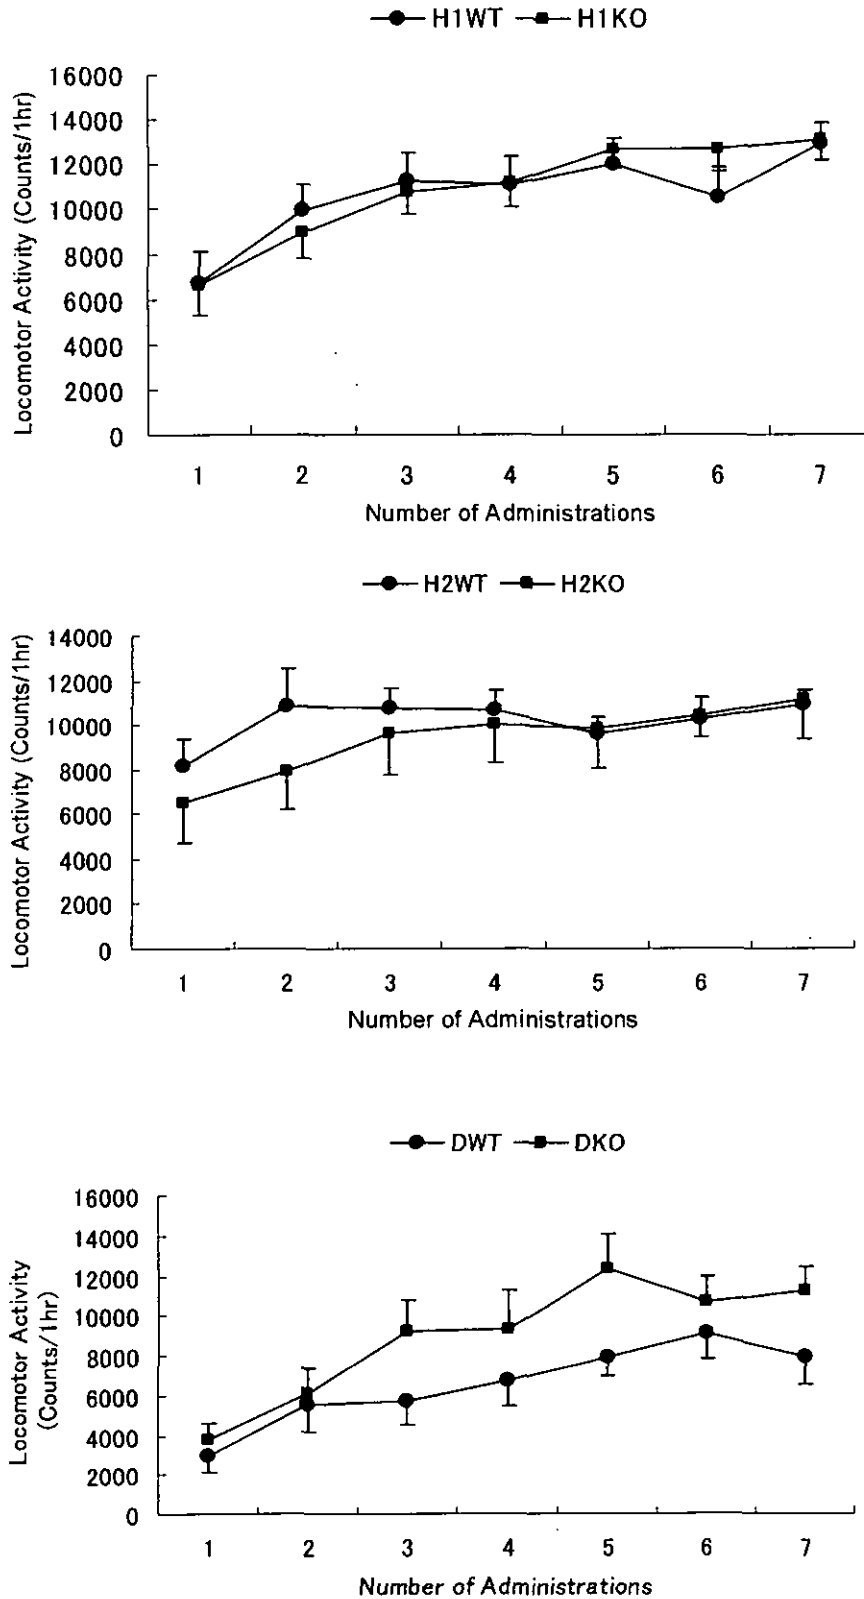 H1WT H1KO
Locomotor Activity (Counts/1hr)
16000
14000
12000
10000
8000
6000
4000
2000
0
1 2 3 4 5 6 7
Number of Administrations
H2WT H2KO
Locomotor Activity (Counts/1hr)
14000
12000
10000
8000
6000
4000
2000
0
1 2 3 4 5 6 7
Number of Administrations
DWT DKO
Locomotor Activity
(Counts/1hr)
16000
14000
12000
10000
8000
6000
4000
2000
0
1 2 3 4 5 6 7
Number of Administrations